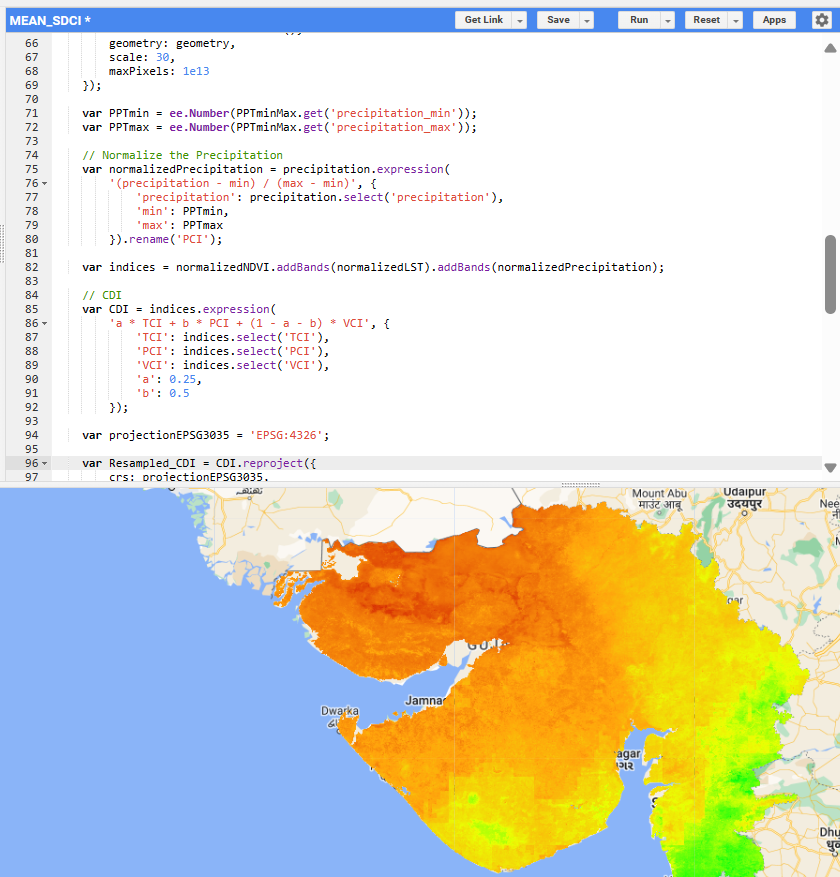 MEAN_SDCI *
Get Link Save Run Reset Apps
66 geometry: geometry,
67 scale: 30,
68 maxPixels: 1e13
69 });
70
71 var PPTmin = ee.Number(PPTminMax.get('precipitation_min'));
72 var PPTmax = ee.Number(PPTminMax.get('precipitation_max'));
73
74 // Normalize the Precipitation
75 var normalizedPrecipitation = precipitation.expression(
76 '(precipitation - min) / (max - min)', {
77 'precipitation': precipitation.select('precipitation'),
78 'min': PPTmin,
79 'max': PPTmax
80 }).rename('PCI');
81
82 var indices = normalizedNDVI.addBands(normalizedLST).addBands(normalizedPrecipitation);
83
84 // CDI
85 var CDI = indices.expression(
86 'a * TCI + b * PCI + (1 - a - b) * VCI', {
87 'TCI': indices.select('TCI'),
88 'PCI': indices.select('PCI'),
89 'VCI': indices.select('VCI'),
90 'a': 0.25,
91 'b': 0.5
92 });
93
94 var projectionEPSG3035 = 'EPSG:4326';
95
96 var Resampled_CDI = CDI.reproject({
97 crs: projectionEPSG3035,
Mount Abu
माउंट आबू
Udaipur
उदयपुर
Nee
gar
GUJ
Jamnag
Dwarka
agar
ગર
S
Dhu